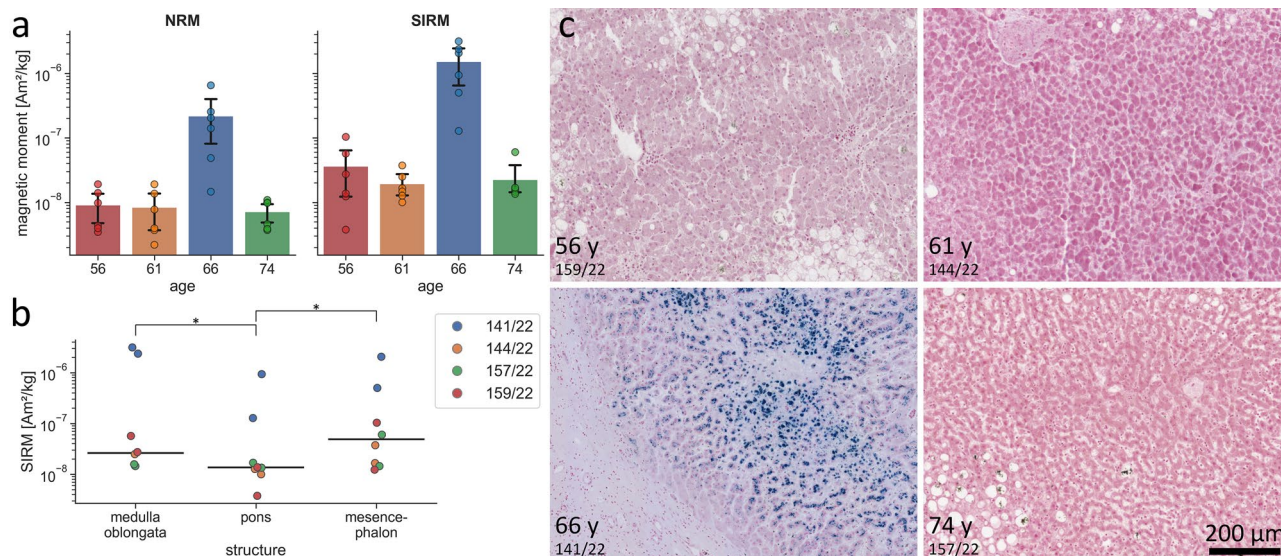 a
NRM
SIRM
magnetic moment [Am²/kg]
10⁻⁶
10⁻⁷
10⁻⁸
56 61 66 74
age
56 61 66 74
age
b
*
*
SIRM [Am²/kg]
10⁻⁶
10⁻⁷
10⁻⁸
medulla
oblongata
pons
mesence-
phalon
structure
141/22
144/22
157/22
159/22
c
56 y
159/22
61 y
144/22
66 y
141/22
74 y
157/22
200 µm